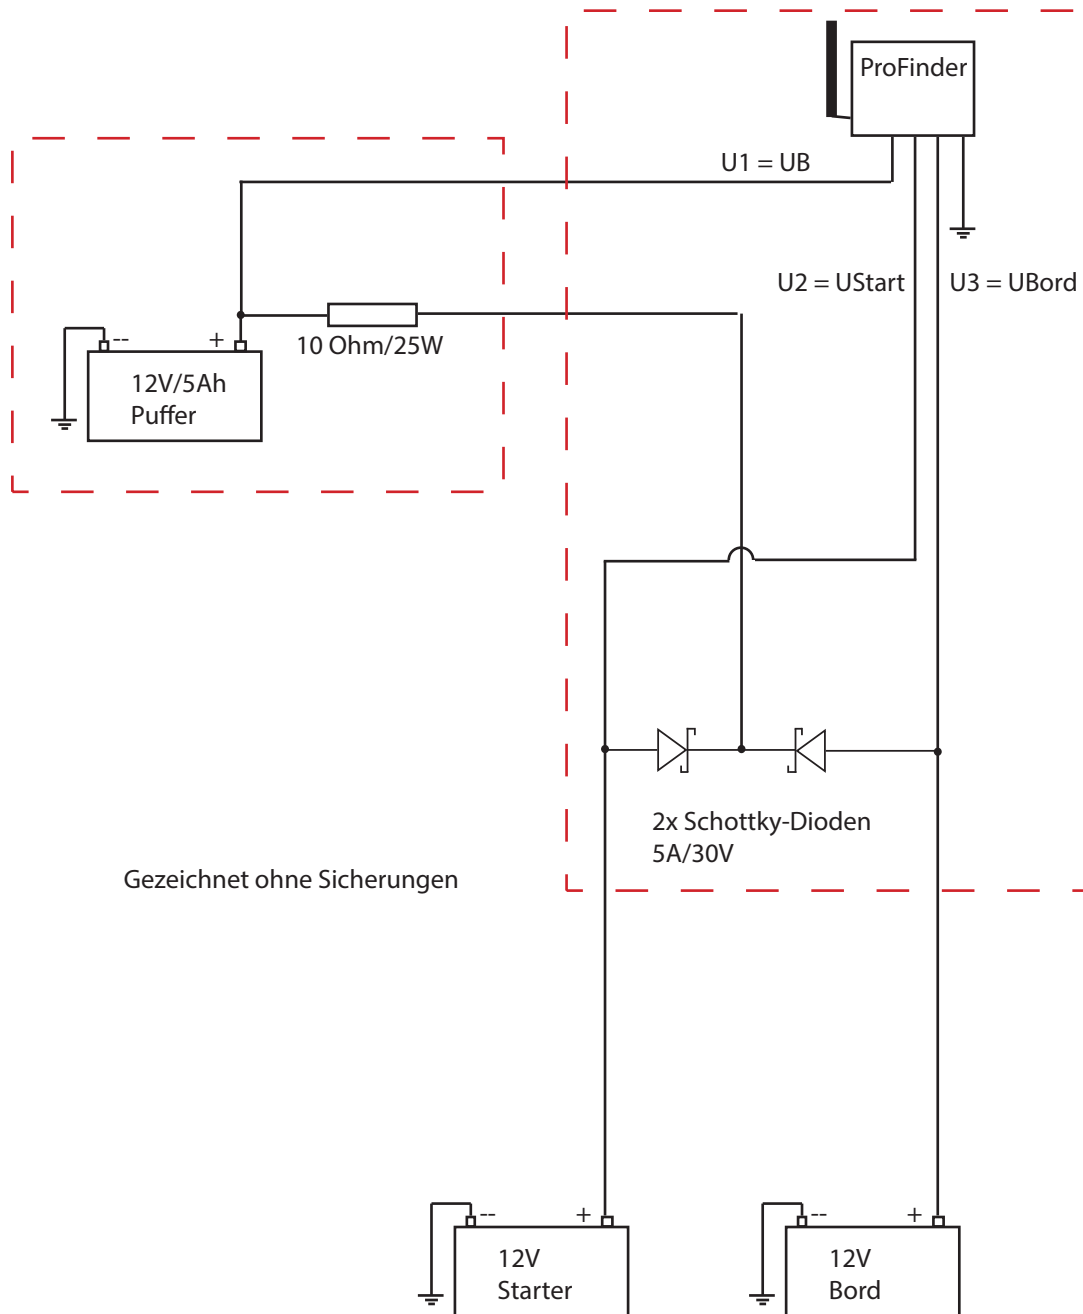 ProFinder
U1 = UB
U2 = UStart
U3 = UBord
10 Ohm/25W
-- +
12V/5Ah
Puffer
2x Schottky-Dioden
5A/30V
Gezeichnet ohne Sicherungen
-- +
12V
Starter
-- +
12V
Bord